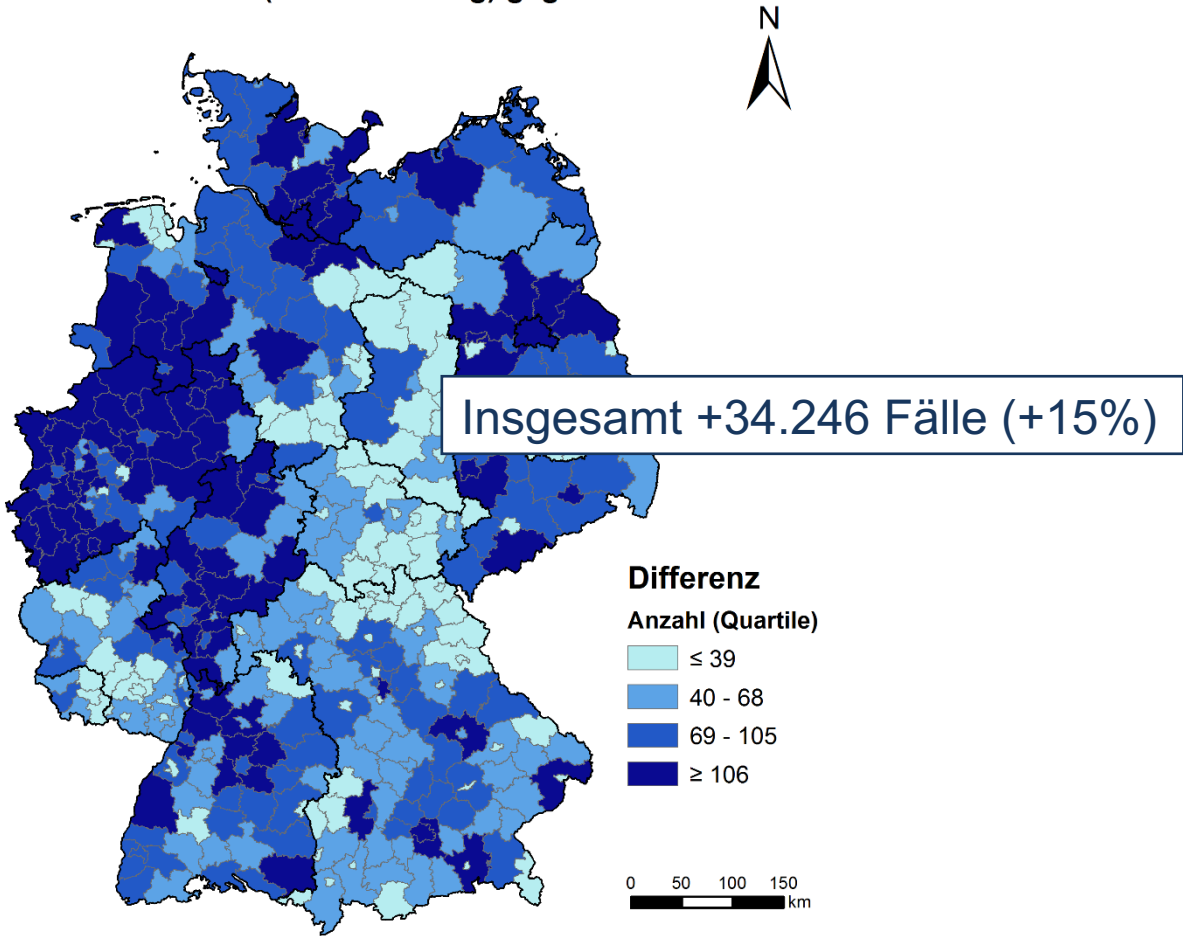 N
Insgesamt +34.246 Fälle (+15%)
Differenz
Anzahl (Quartile)
≤ 39
40 - 68
69 - 105
≥ 106
0 50 100 150
km